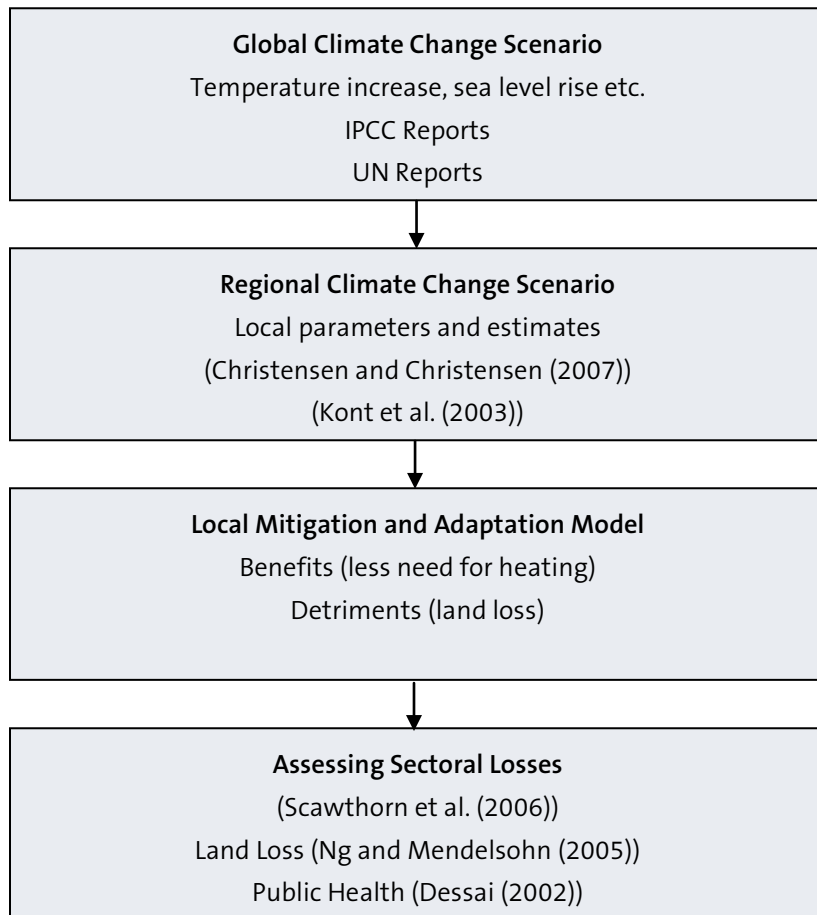 Global Climate Change Scenario
Temperature increase, sea level rise etc.
IPCC Reports
UN Reports
Regional Climate Change Scenario
Local parameters and estimates
(Christensen and Christensen (2007))
(Kont et al. (2003))
Local Mitigation and Adaptation Model
Benefits (less need for heating)
Detriments (land loss)
Assessing Sectoral Losses
(Scawthorn et al. (2006))
Land Loss (Ng and Mendelsohn (2005))
Public Health (Dessai (2002))